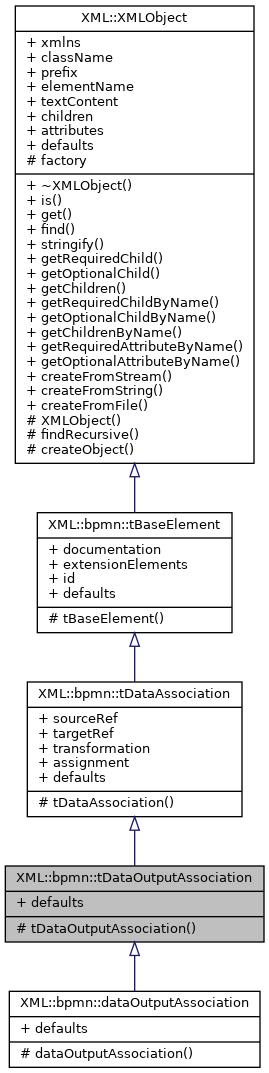 XML::XMLObject
+ xmlns
+ className
+ prefix
+ elementName
+ textContent
+ children
+ attributes
+ defaults
# factory
+ ~XMLObject()
+ is()
+ get()
+ find()
+ stringify()
+ getRequiredChild()
+ getOptionalChild()
+ getChildren()
+ getRequiredChildByName()
+ getOptionalChildByName()
+ getChildrenByName()
+ getRequiredAttributeByName()
+ getOptionalAttributeByName()
+ createFromStream()
+ createFromString()
+ createFromFile()
# XMLObject()
# findRecursive()
# createObject()
XML::bpmn::tBaseElement
+ documentation
+ extensionElements
+ id
+ defaults
# tBaseElement()
XML::bpmn::tDataAssociation
+ sourceRef
+ targetRef
+ transformation
+ assignment
+ defaults
# tDataAssociation()
XML::bpmn::tDataOutputAssociation
+ defaults
# tDataOutputAssociation()
XML::bpmn::dataOutputAssociation
+ defaults
# dataOutputAssociation()